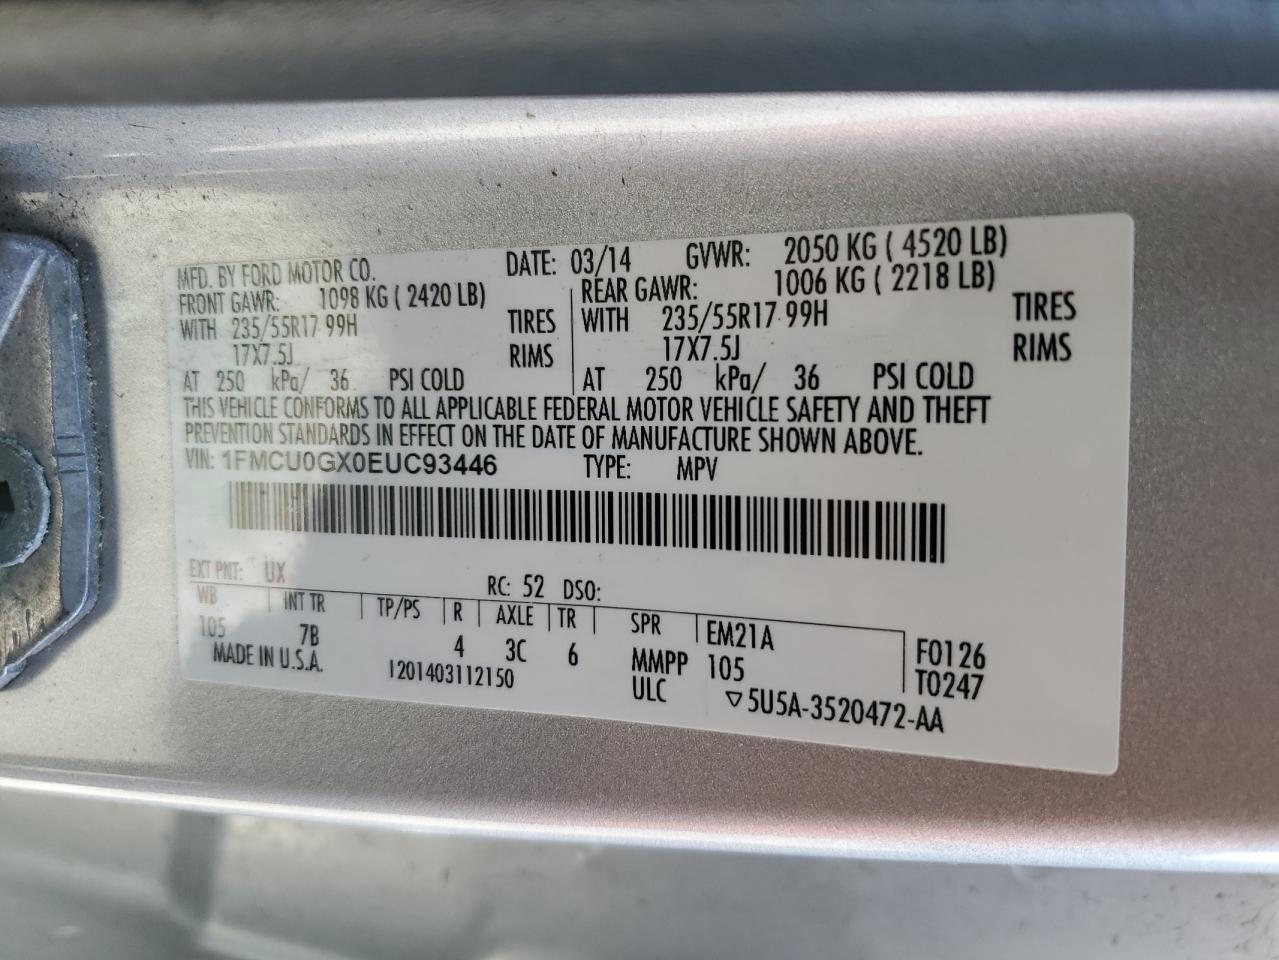 MFD. BY FORD MOTOR CO. DATE: 03/14 GVWR: 2050 KG ( 4520 LB)
FRONT GAWR: 1098 KG ( 2420 LB) REAR GAWR: 1006 KG ( 2218 LB)
WITH 235/55R17 99H TIRES WITH 235/55R17 99H TIRES
17X7.5J RIMS 17X7.5J RIMS
AT 250 kPa/ 36 PSI COLD AT 250 kPa/ 36 PSI COLD
THIS VEHICLE CONFORMS TO ALL APPLICABLE FEDERAL MOTOR VEHICLE SAFETY AND THEFT
PREVENTION STANDARDS IN EFFECT ON THE DATE OF MANUFACTURE SHOWN ABOVE.
VIN: 1FMCU0GX0EUC93446 TYPE: MPV
EXT PNT: UX RC: 52 DSO:
WB INT TR TP/PS R AXLE TR SPR EM21A F0126
105 7B 4 3C 6 MMPP 105 T0247
MADE IN U.S.A. I201403112150 ULC ▽5U5A-3520472-AA